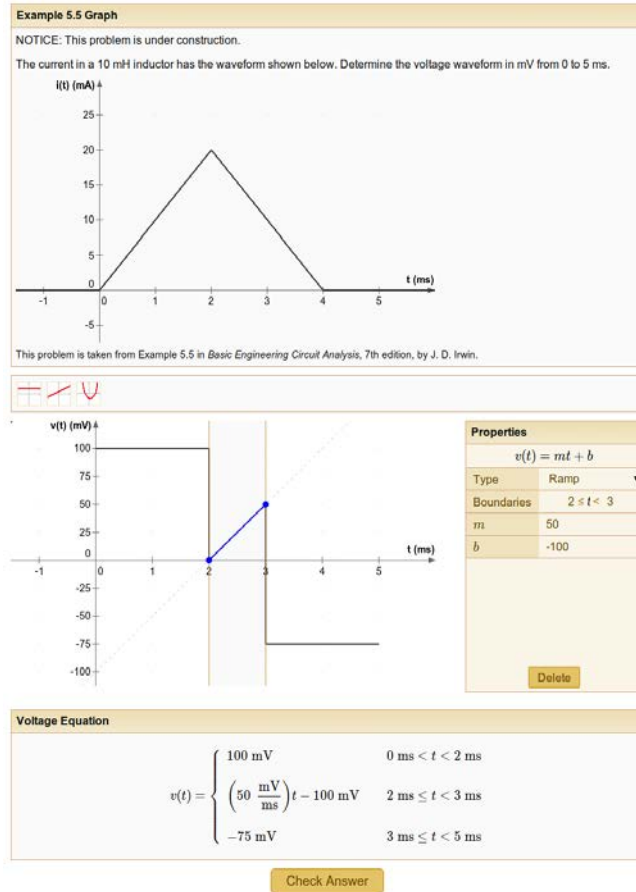 Example 5.5 Graph
NOTICE: This problem is under construction.
The current in a 10 mH inductor has the waveform shown below. Determine the voltage waveform in mV from 0 to 5 ms.
i(t) (mA)
25
20
15
10
5
0
t (ms)
-1 0 1 2 3 4 5
-5
This problem is taken from Example 5.5 in Basic Engineering Circuit Analysis, 7th edition, by J. D. Irwin.
v(t) (mV)
100
75
50
25
0
t (ms)
-1 0 1 2 3 4 5
-25
-50
-75
-100
Properties
v(t) = mt + b
Type Ramp
Boundaries 2 ≤ t < 3
m 50
b -100
Delete
Voltage Equation
v(t) = { 100 mV 0 ms < t < 2 ms
(50 mV/ms) t − 100 mV 2 ms ≤ t < 3 ms
−75 mV 3 ms ≤ t < 5 ms
Check Answer